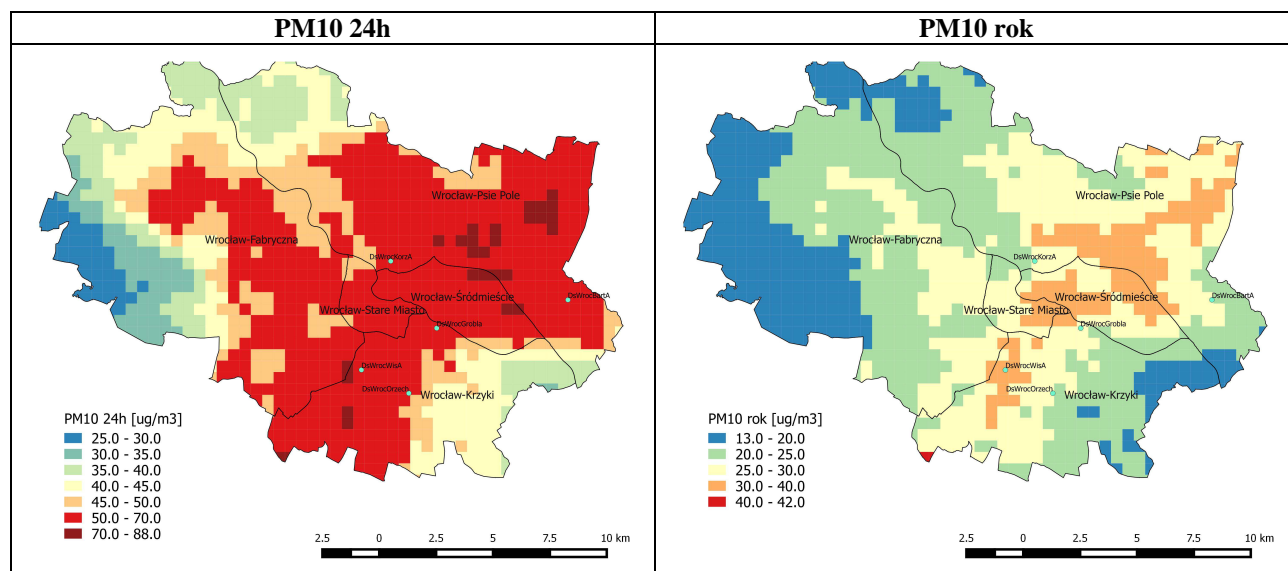 PM10 24h
PM10 rok
Wrocław-Psie Pole
Wrocław-Fabryczna
DsWrocKorzA
Wrocław-Śródmieście
DsWrocBartA
Wrocław-Stare Miasto
DsWrocGrobla
DsWrocWisA
DsWrocOrzech
Wrocław-Krzyki
PM10 24h [ug/m3]
25.0 - 30.0
30.0 - 35.0
35.0 - 40.0
40.0 - 45.0
45.0 - 50.0
50.0 - 70.0
70.0 - 88.0
2.5 0 2.5 5 7.5 10 km
Wrocław-Psie Pole
Wrocław-Fabryczna
DsWrocKorzA
Wrocław-Śródmieście
DsWrocBartA
Wrocław-Stare Miasto
DsWrocGrobla
DsWrocWisA
DsWrocOrzech
Wrocław-Krzyki
PM10 rok [ug/m3]
13.0 - 20.0
20.0 - 25.0
25.0 - 30.0
30.0 - 40.0
40.0 - 42.0
2.5 0 2.5 5 7.5 10 km